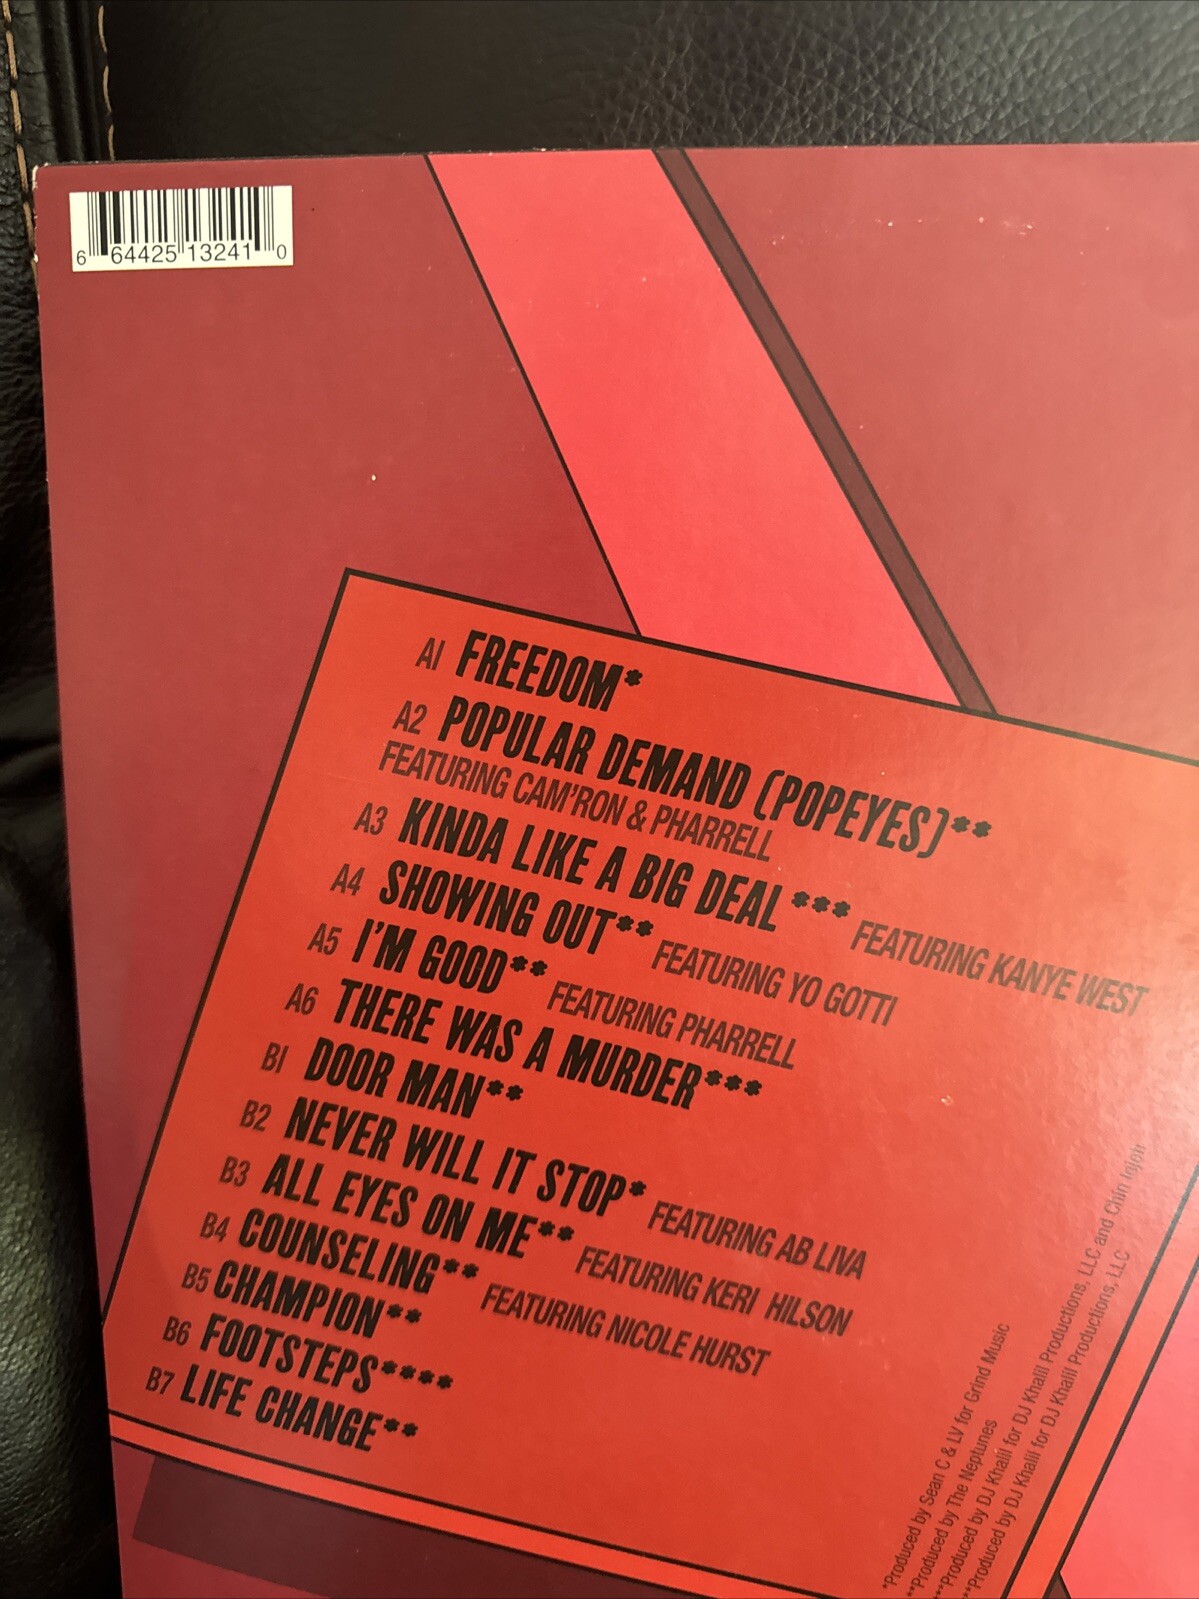 6 64425 13241 0
A1 FREEDOM*
A2 POPULAR DEMAND (POPEYES)**
FEATURING CAM'RON & PHARRELL
A3 KINDA LIKE A BIG DEAL *** FEATURING KANYE WEST
A4 SHOWING OUT** FEATURING YO GOTTI
A5 I'M GOOD** FEATURING PHARRELL
A6 THERE WAS A MURDER***
B1 DOOR MAN**
B2 NEVER WILL IT STOP* FEATURING AB LIVA
B3 ALL EYES ON ME** FEATURING KERI HILSON
B4 COUNSELING** FEATURING NICOLE HURST
B5 CHAMPION**
B6 FOOTSTEPS****
B7 LIFE CHANGE**
*Produced by Sean C & LV for Grind Music
**Produced by The Neptunes
***Produced by DJ Khalil for DJ Khalil Productions, LLC and Chin Injeti
***Produced by DJ Khalil for DJ Khalil Productions, LLC